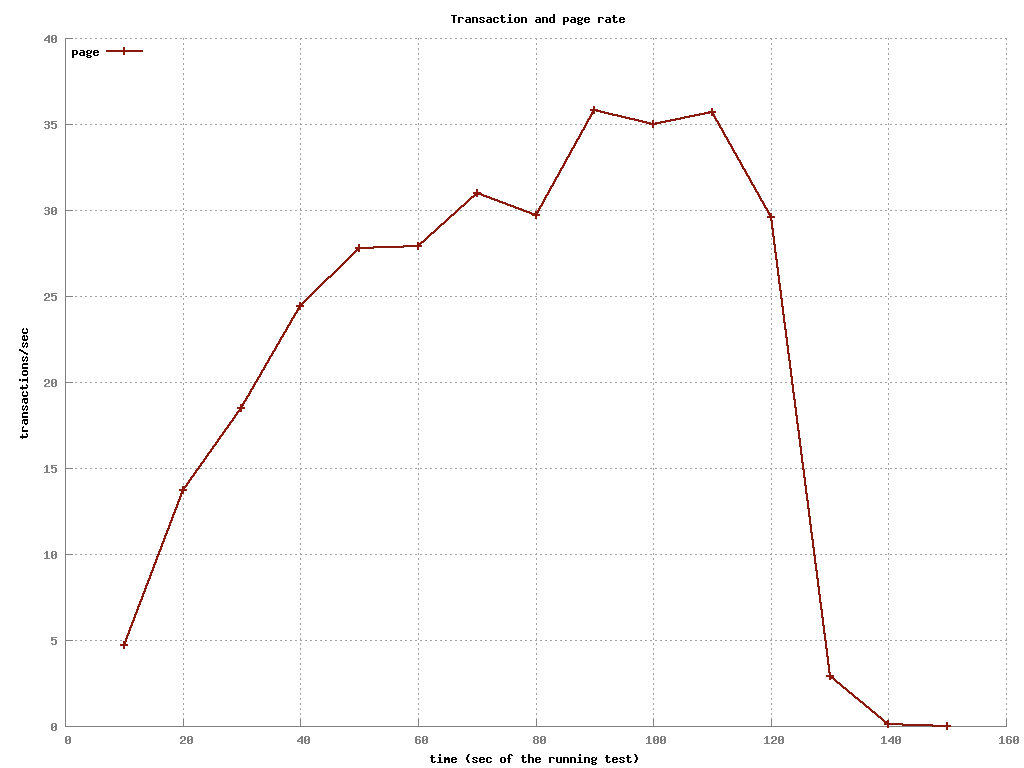 Transaction and page rate
page
40
35
30
25
20
15
10
5
0
transactions/sec
0 20 40 60 80 100 120 140 160
time (sec of the running test)